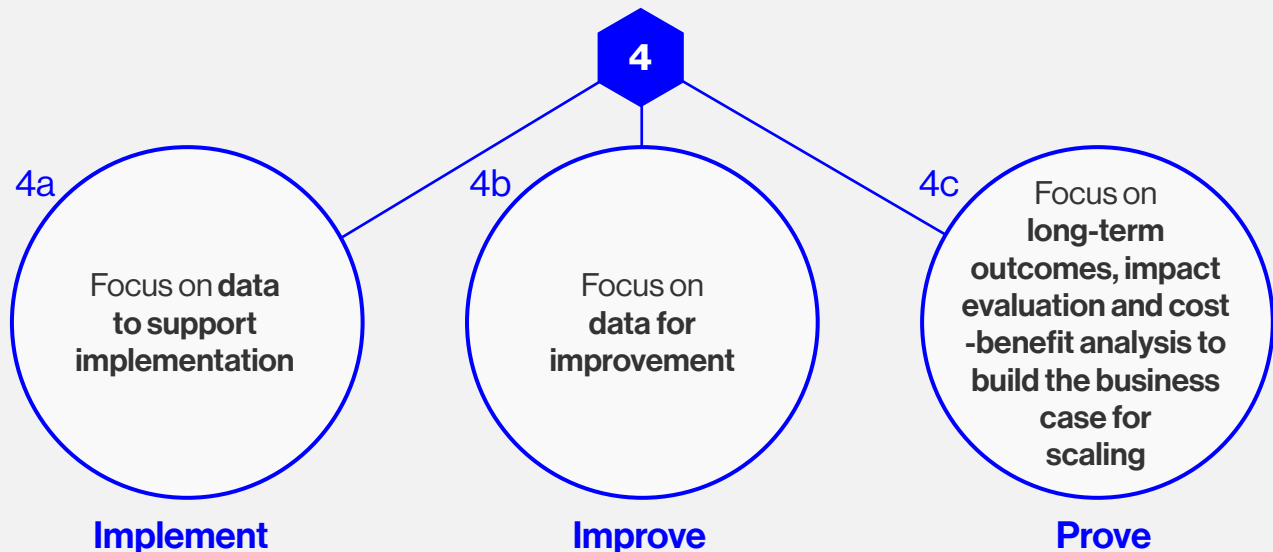 4
4a
Focus on data
to support
implementation
Implement
4b
Focus on
data for
improvement
Improve
4c
Focus on
long-term
outcomes, impact
evaluation and cost
-benefit analysis to
build the business
case for
scaling
Prove